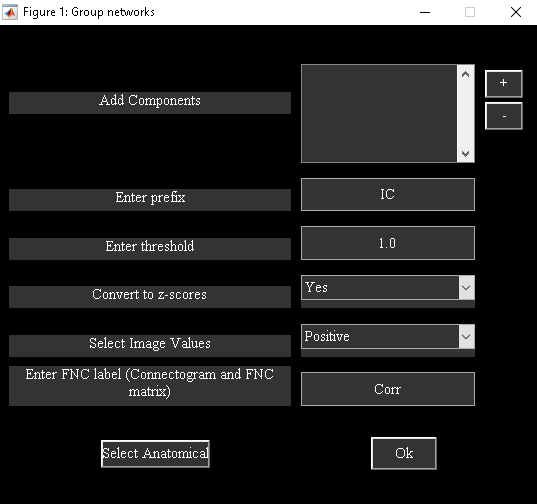 Figure 1: Group networks
Add Components
+
-
Enter prefix
IC
Enter threshold
1.0
Convert to z-scores
Yes
Select Image Values
Positive
Enter FNC label (Connectogram and FNC
matrix)
Corr
Select Anatomical
Ok